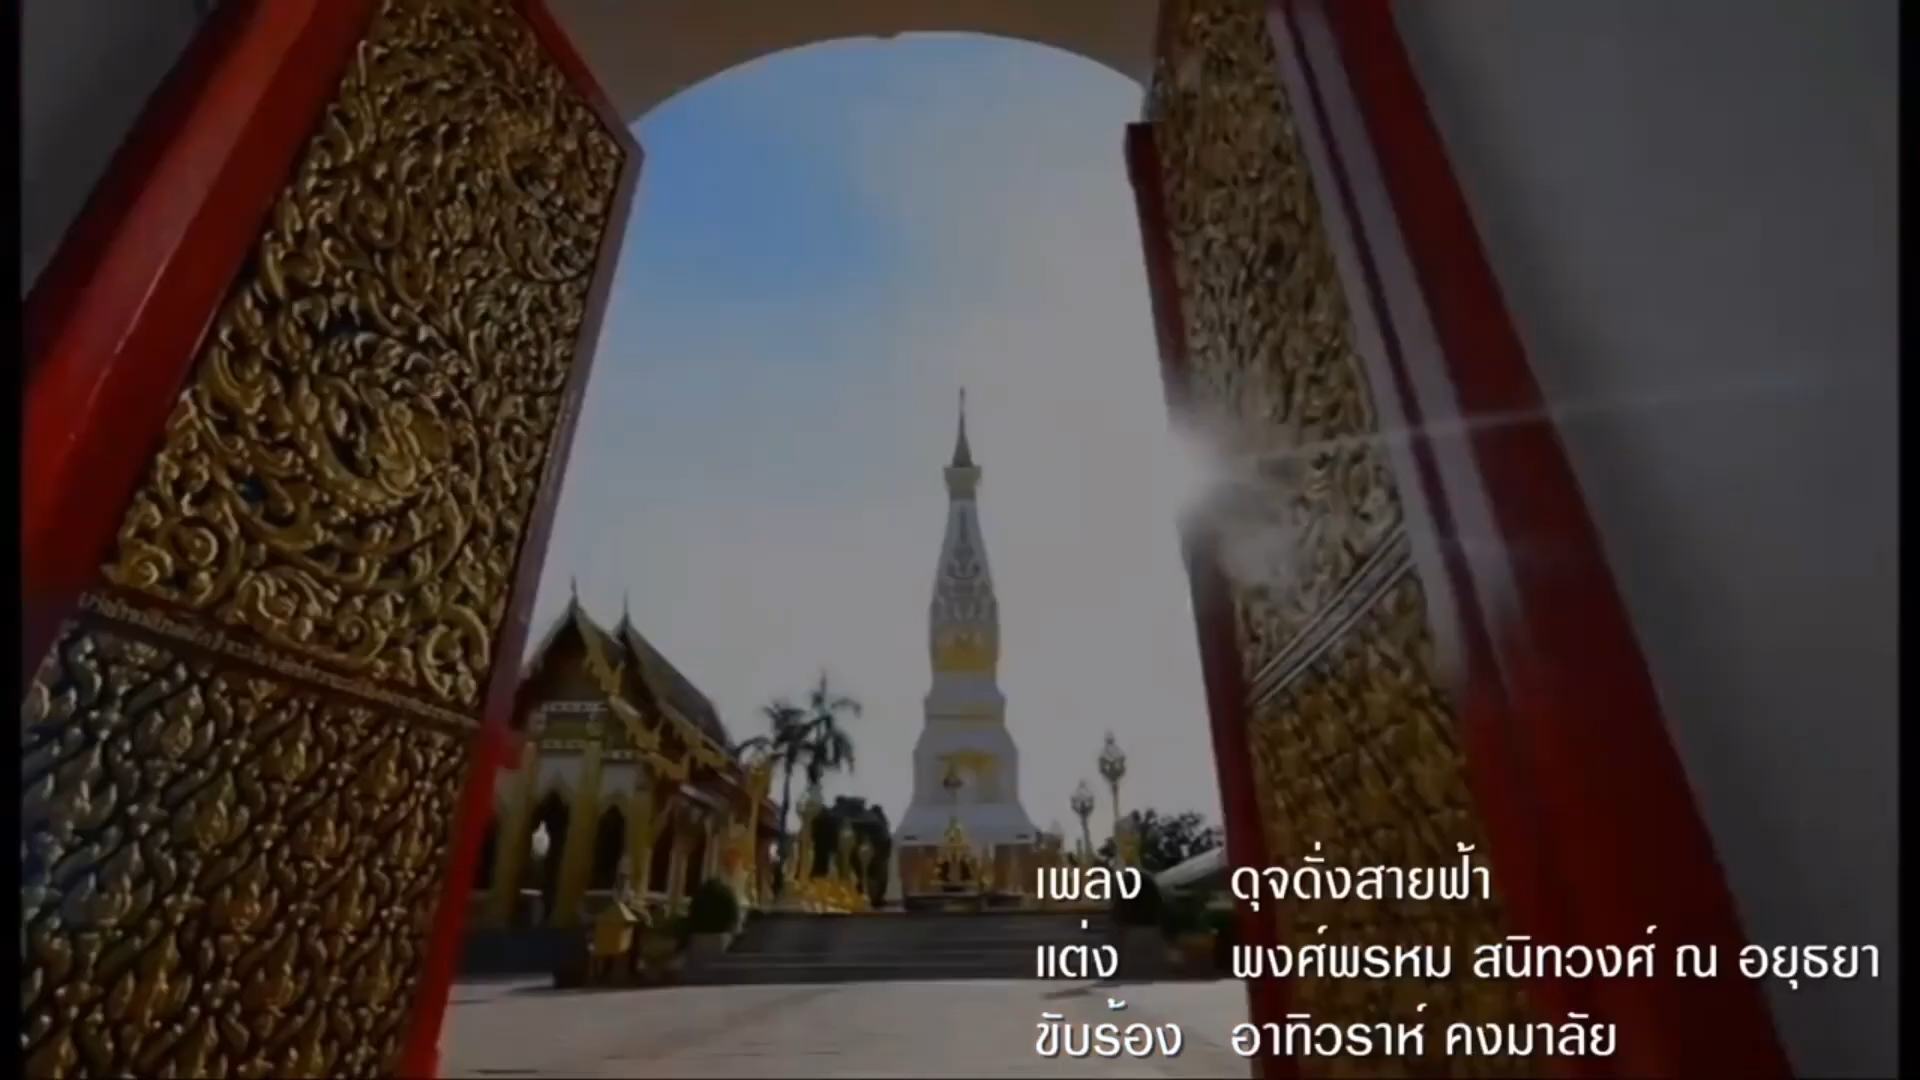 เพลง ดุจดั่งสายฟ้า
แต่ง พงศ์พรหม สนิทวงศ์ ณ อยุธยา
ขับร้อง อาทิวราห์ คงมาลัย